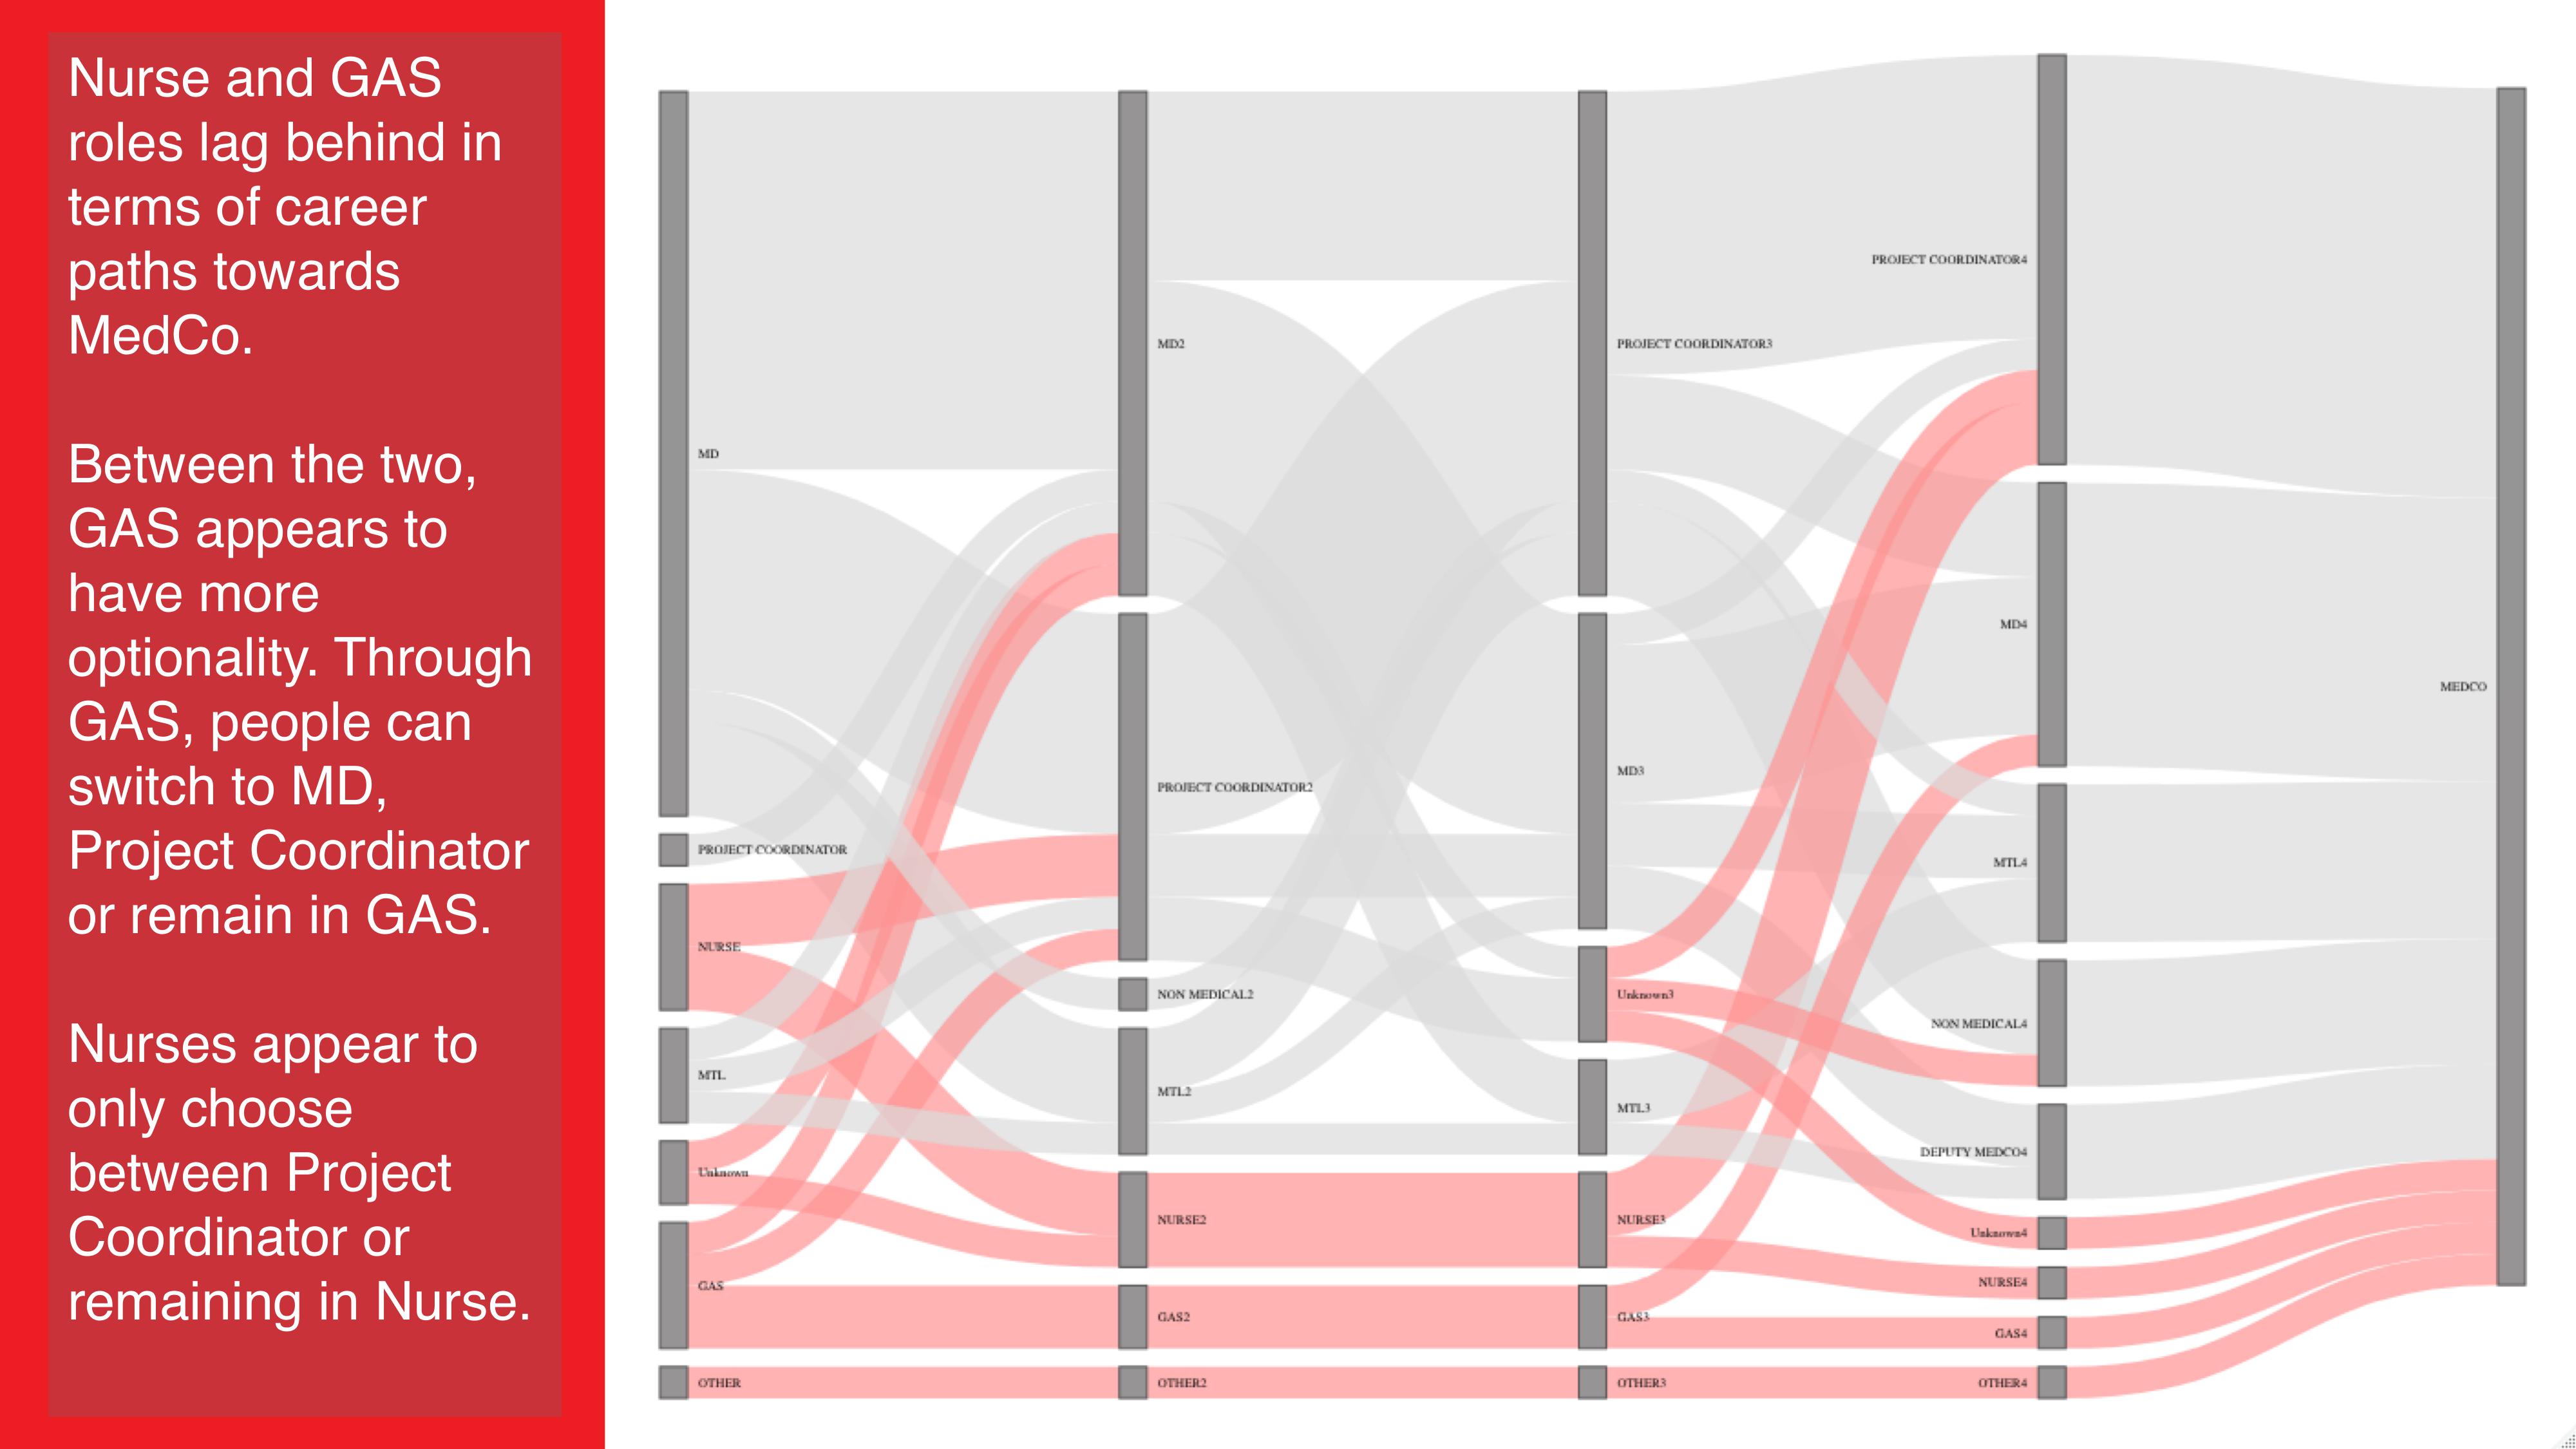 Nurse and GAS
roles lag behind in
terms of career
paths towards
MedCo.
Between the two,
GAS appears to
have more
optionality. Through
GAS, people can
switch to MD,
Project Coordinator
or remain in GAS.
Nurses appear to
only choose
between Project
Coordinator or
remaining in Nurse.
MD
PROJECT COORDINATOR
NURSE
MTL
Unknown
GAS
OTHER
MD2
PROJECT COORDINATOR2
NON MEDICAL2
MTL2
NURSE2
GAS2
OTHER2
PROJECT COORDINATOR3
MD3
Unknown3
MTL3
NURSE3
GAS3
OTHER3
PROJECT COORDINATOR4
MD4
MTL4
NON MEDICAL4
DEPUTY MEDCO4
Unknown4
NURSE4
GAS4
OTHER4
MEDCO